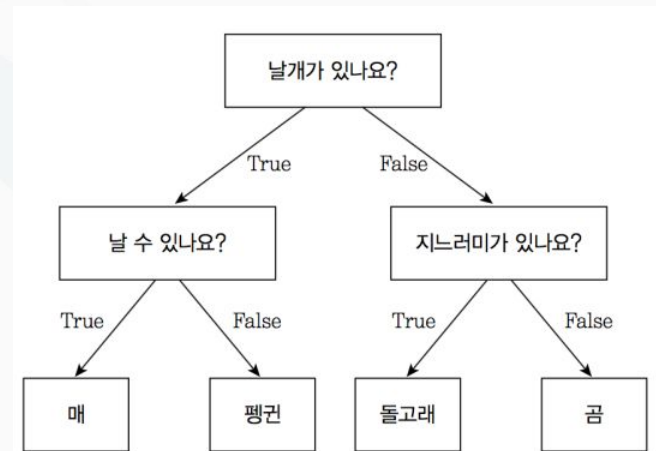 날개가 있나요?
True
False
날 수 있나요?
지느러미가 있나요?
True
False
True
False
매
펭귄
돌고래
곰